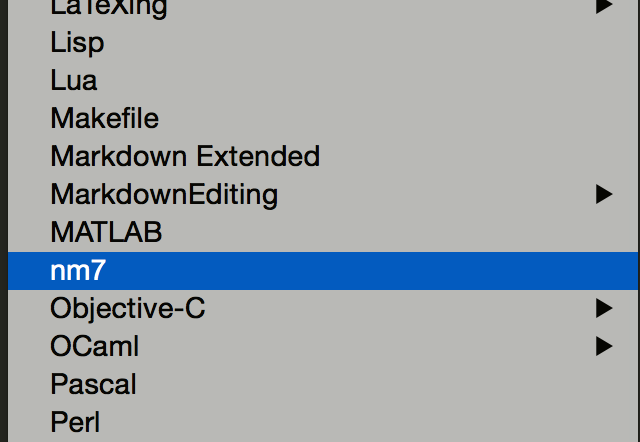 LaTeXing
Lisp
Lua
Makefile
Markdown Extended
MarkdownEditing
MATLAB
nm7
Objective-C
OCaml
Pascal
Perl